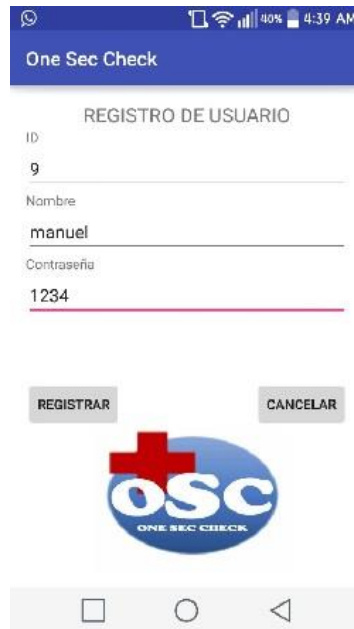 40% 4:39 AM
One Sec Check
REGISTRO DE USUARIO
ID
9
Nombre
manuel
Contraseña
1234
REGISTRAR CANCELAR
OSC
ONE SEC CHECK